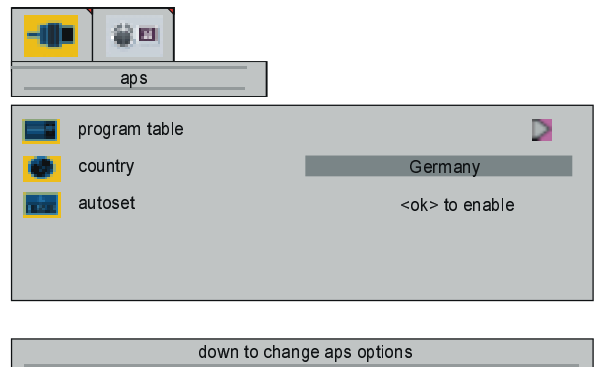 aps
program table
country Germany
autoset <ok> to enable
down to change aps options